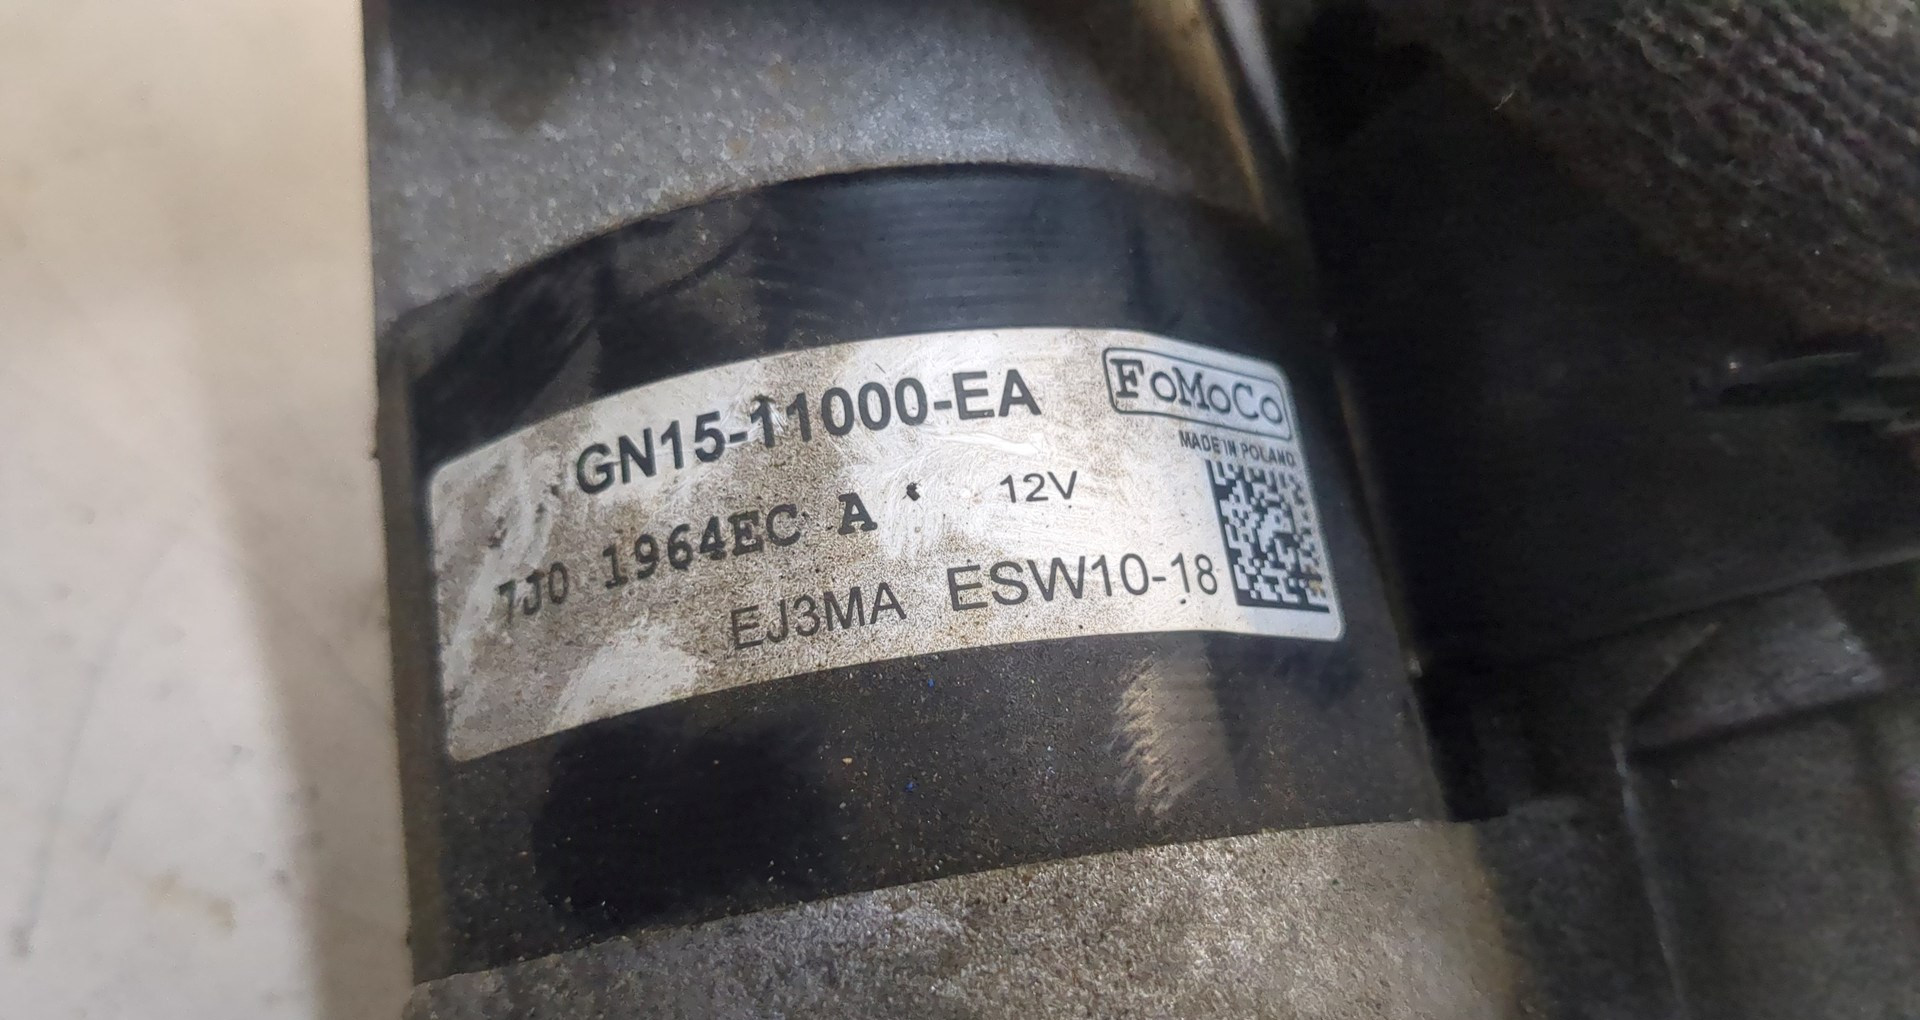 GN15-11000-EA
FoMoCo
MADE IN POLAND
7J0 1964EC A
12V
EJ3MA ESW10-18